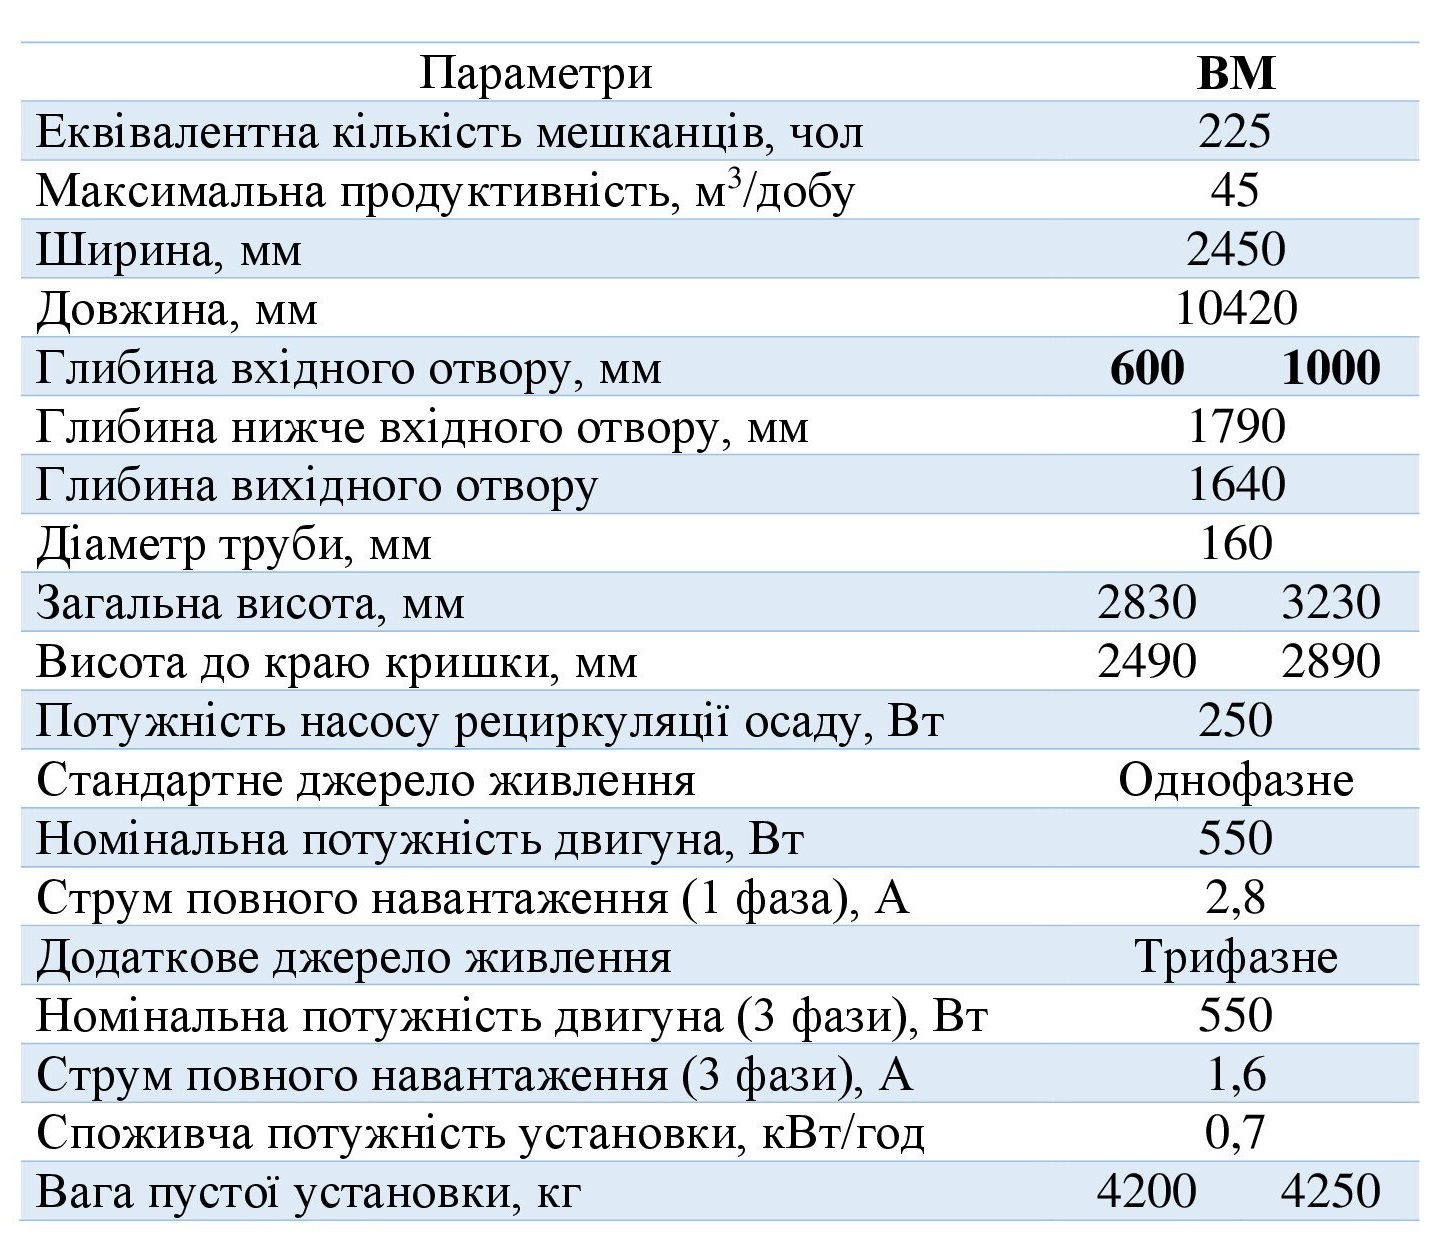 Параметри ВМ
Еквівалентна кількість мешканців, чол 225
Максимальна продуктивність, м³/добу 45
Ширина, мм 2450
Довжина, мм 10420
Глибина вхідного отвору, мм 600 1000
Глибина нижче вхідного отвору, мм 1790
Глибина вихідного отвору 1640
Діаметр труби, мм 160
Загальна висота, мм 2830 3230
Висота до краю кришки, мм 2490 2890
Потужність насосу рециркуляції осаду, Вт 250
Стандартне джерело живлення Однофазне
Номінальна потужність двигуна, Вт 550
Струм повного навантаження (1 фаза), А 2,8
Додаткове джерело живлення Трифазне
Номінальна потужність двигуна (3 фази), Вт 550
Струм повного навантаження (3 фази), А 1,6
Споживча потужність установки, кВт/год 0,7
Вага пустої установки, кг 4200 4250